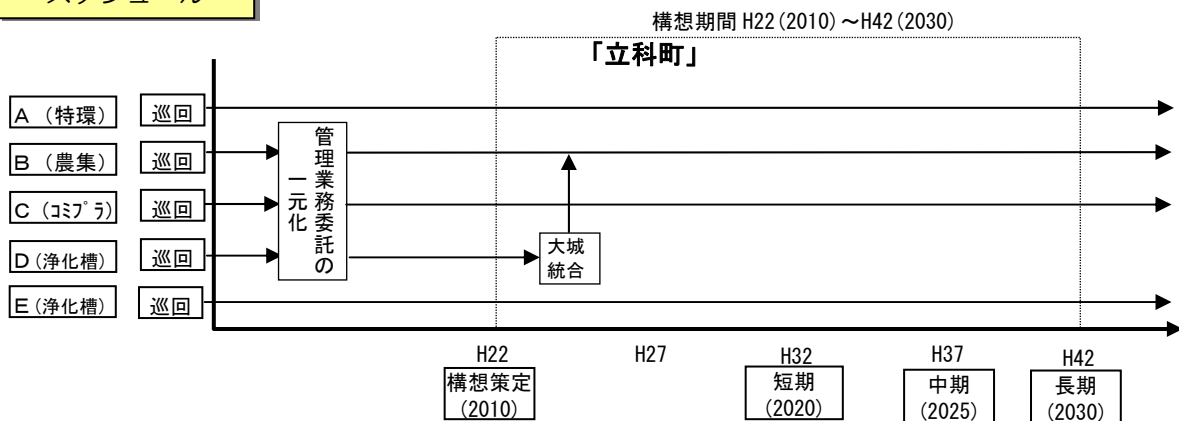 スケジュール
構想期間 H22(2010)～H42(2030)
「立科町」
A（特環） 巡回
B（農集） 巡回
C（ｺﾐﾌﾟﾗ） 巡回
D（浄化槽） 巡回
E（浄化槽） 巡回
管理業務委託の
一元化
大城
統合
H22 H27 H32 H37 H42
構想策定
(2010)
短期
(2020)
中期
(2025)
長期
(2030)